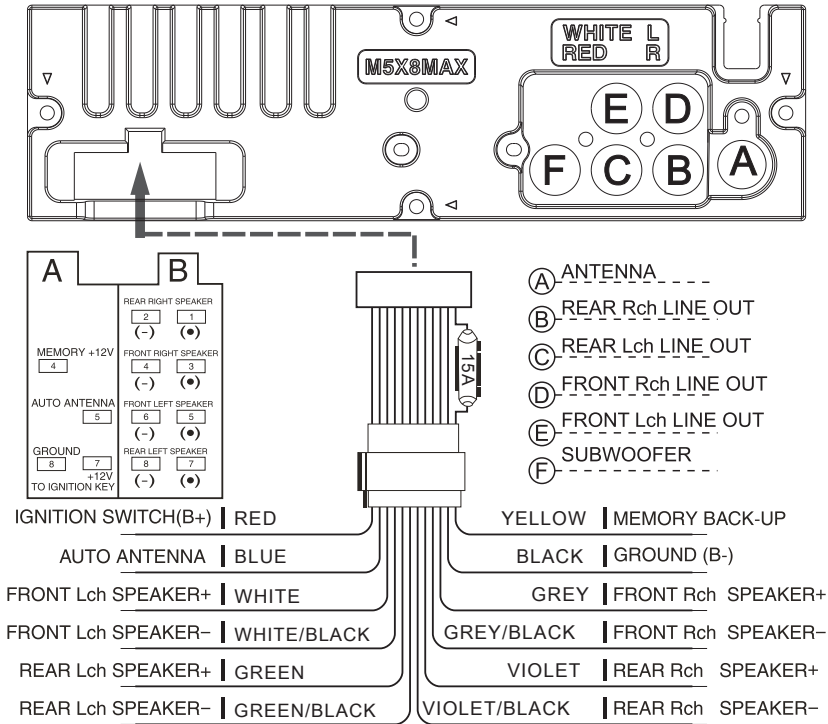 WHITE L
RED R
M5X8MAX
E D
F C B A
A B
REAR RIGHT SPEAKER
2 1
(-) (●)
MEMORY +12V
4
FRONT RIGHT SPEAKER
4 3
(-) (●)
AUTO ANTENNA
5
FRONT LEFT SPEAKER
6 5
(-) (●)
GROUND
8 7
+12V
TO IGNITION KEY
REAR LEFT SPEAKER
8 7
(-) (●)
15A
A ANTENNA
B REAR Rch LINE OUT
C REAR Lch LINE OUT
D FRONT Rch LINE OUT
E FRONT Lch LINE OUT
F SUBWOOFER
IGNITION SWITCH(B+) RED
AUTO ANTENNA BLUE
FRONT Lch SPEAKER+ WHITE
FRONT Lch SPEAKER− WHITE/BLACK
REAR Lch SPEAKER+ GREEN
REAR Lch SPEAKER− GREEN/BLACK
YELLOW MEMORY BACK-UP
BLACK GROUND (B-)
GREY FRONT Rch SPEAKER+
GREY/BLACK FRONT Rch SPEAKER−
VIOLET REAR Rch SPEAKER+
VIOLET/BLACK REAR Rch SPEAKER−